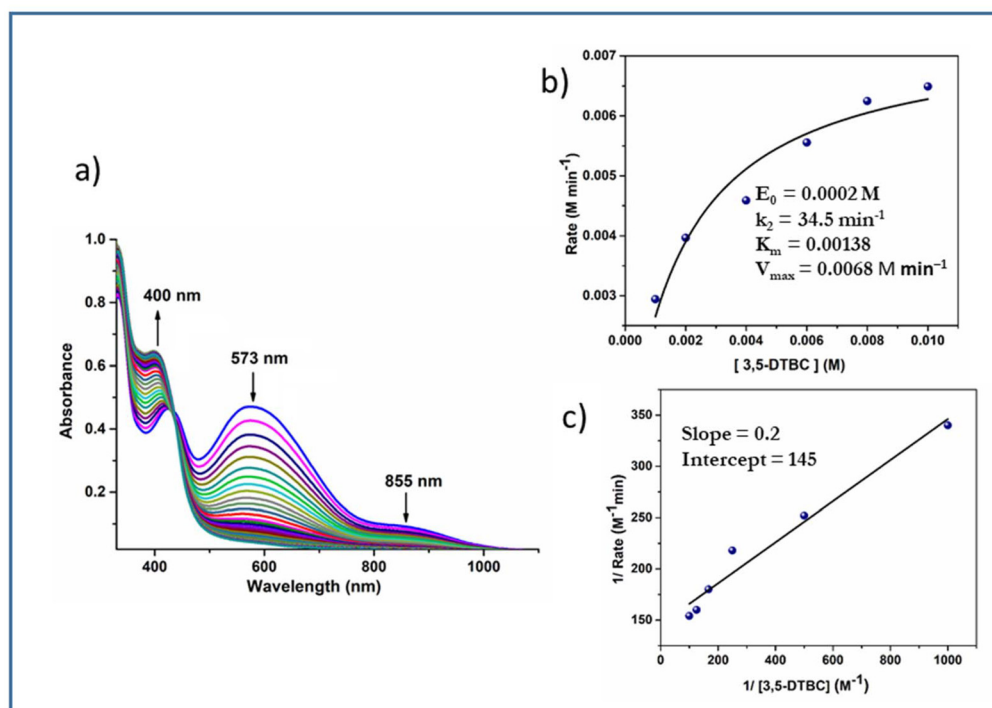 a)
1.0
0.8
0.6
0.4
0.2
400 nm
573 nm
855 nm
Absorbance
400 600 800 1000
Wavelength (nm)
b)
0.007
0.006
0.005
0.004
0.003
Rate (M min⁻¹)
E₀ = 0.0002 M
k₂ = 34.5 min⁻¹
Kₘ = 0.00138
Vₘₐₓ = 0.0068 M min⁻¹
0.000 0.002 0.004 0.006 0.008 0.010
[ 3,5-DTBC ] (M)
c)
350
300
250
200
150
1/ Rate (M⁻¹min)
Slope = 0.2
Intercept = 145
0 200 400 600 800 1000
1/ [3,5-DTBC] (M⁻¹)